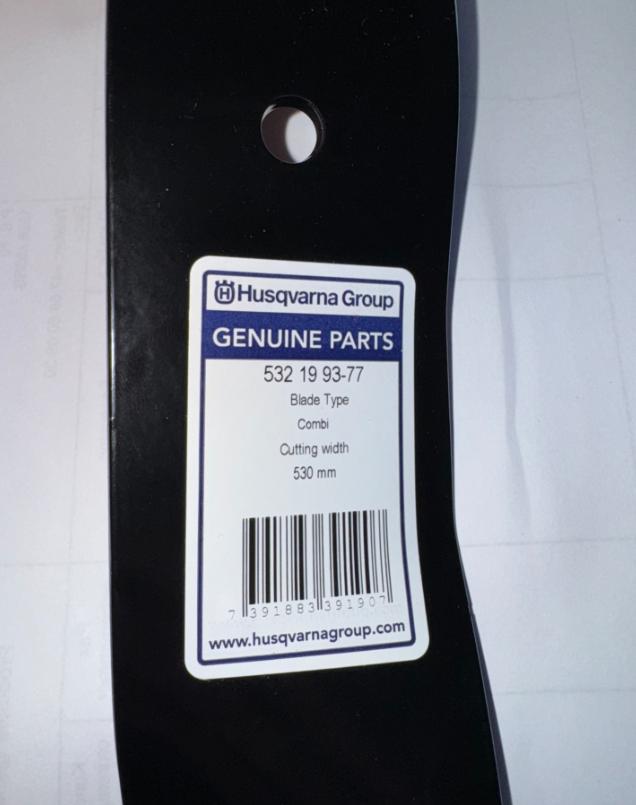 Husqvarna Group
GENUINE PARTS
532 19 93-77
Blade Type
Combi
Cutting width
530 mm
7 391883 391907
www.husqvarnagroup.com